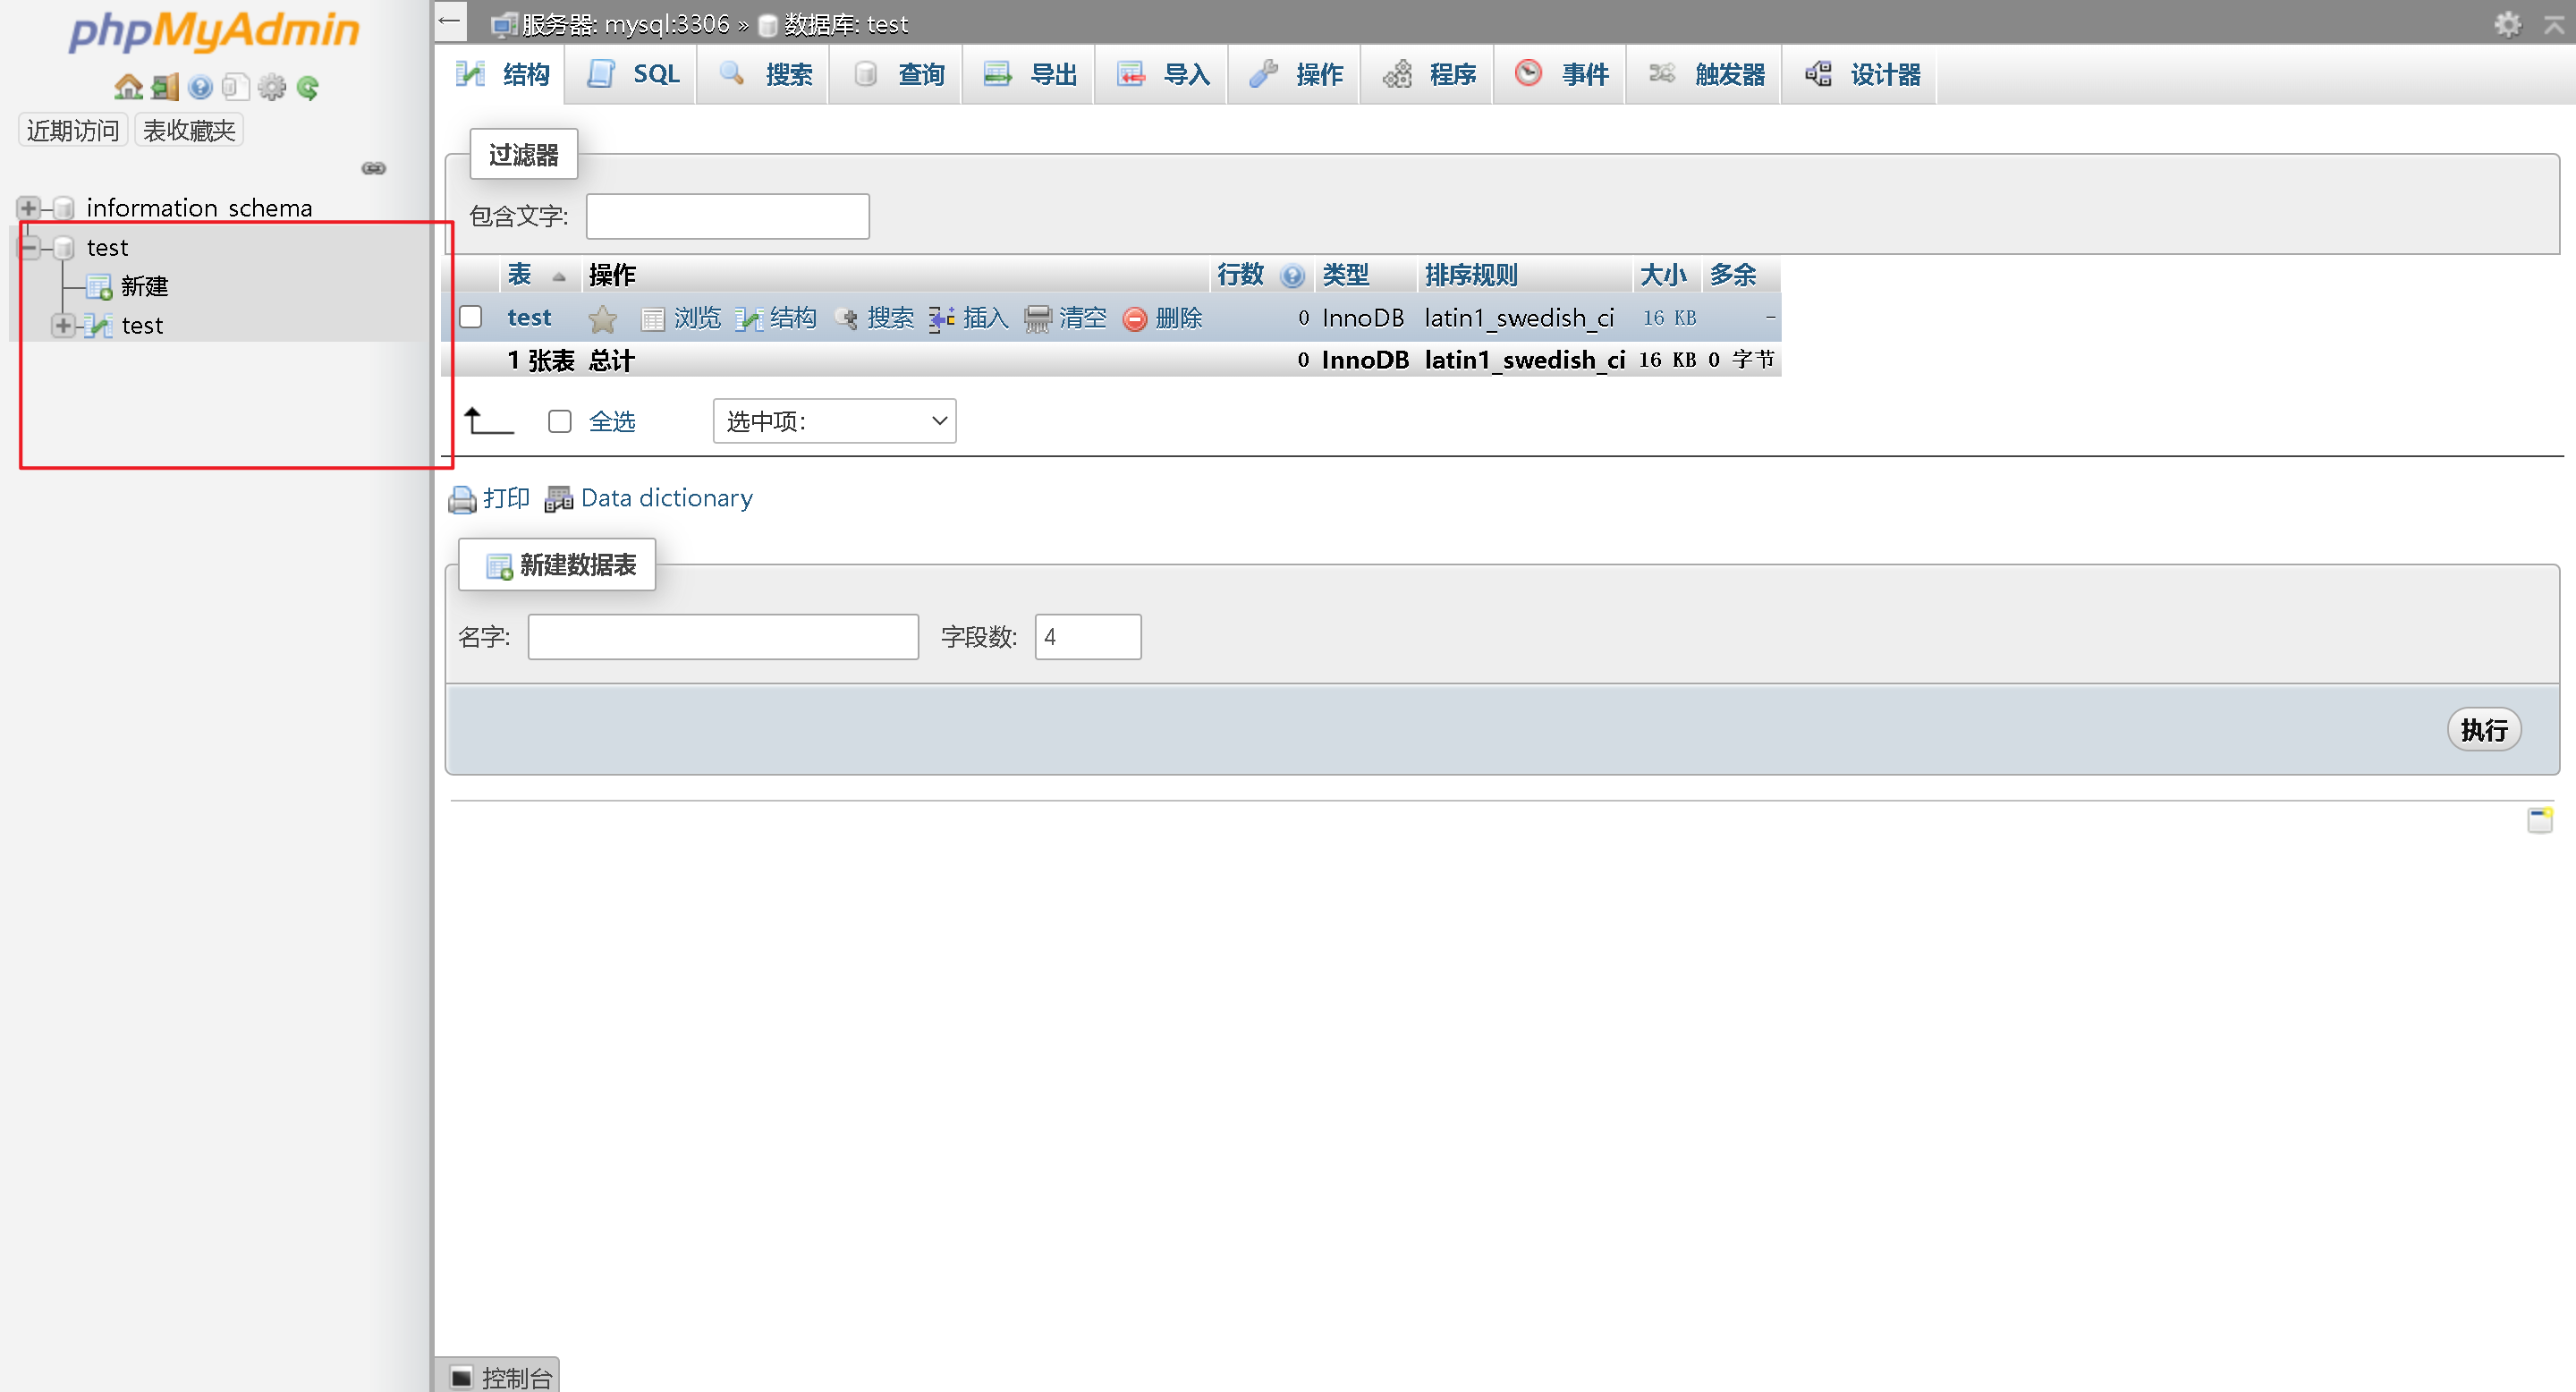 phpMyAdmin
近期访问 表收藏夹
information_schema
test
新建
test
服务器: mysql:3306 » 数据库: test
结构 SQL 搜索 查询 导出 导入 操作 程序 事件 触发器 设计器
过滤器
包含文字:
表 操作 行数 类型 排序规则 大小 多余
test 浏览 结构 搜索 插入 清空 删除 0 InnoDB latin1_swedish_ci 16 KB -
1 张表 总计 0 InnoDB latin1_swedish_ci 16 KB 0 字节
全选 选中项:
打印 Data dictionary
新建数据表
名字: 字段数: 4
执行
控制台